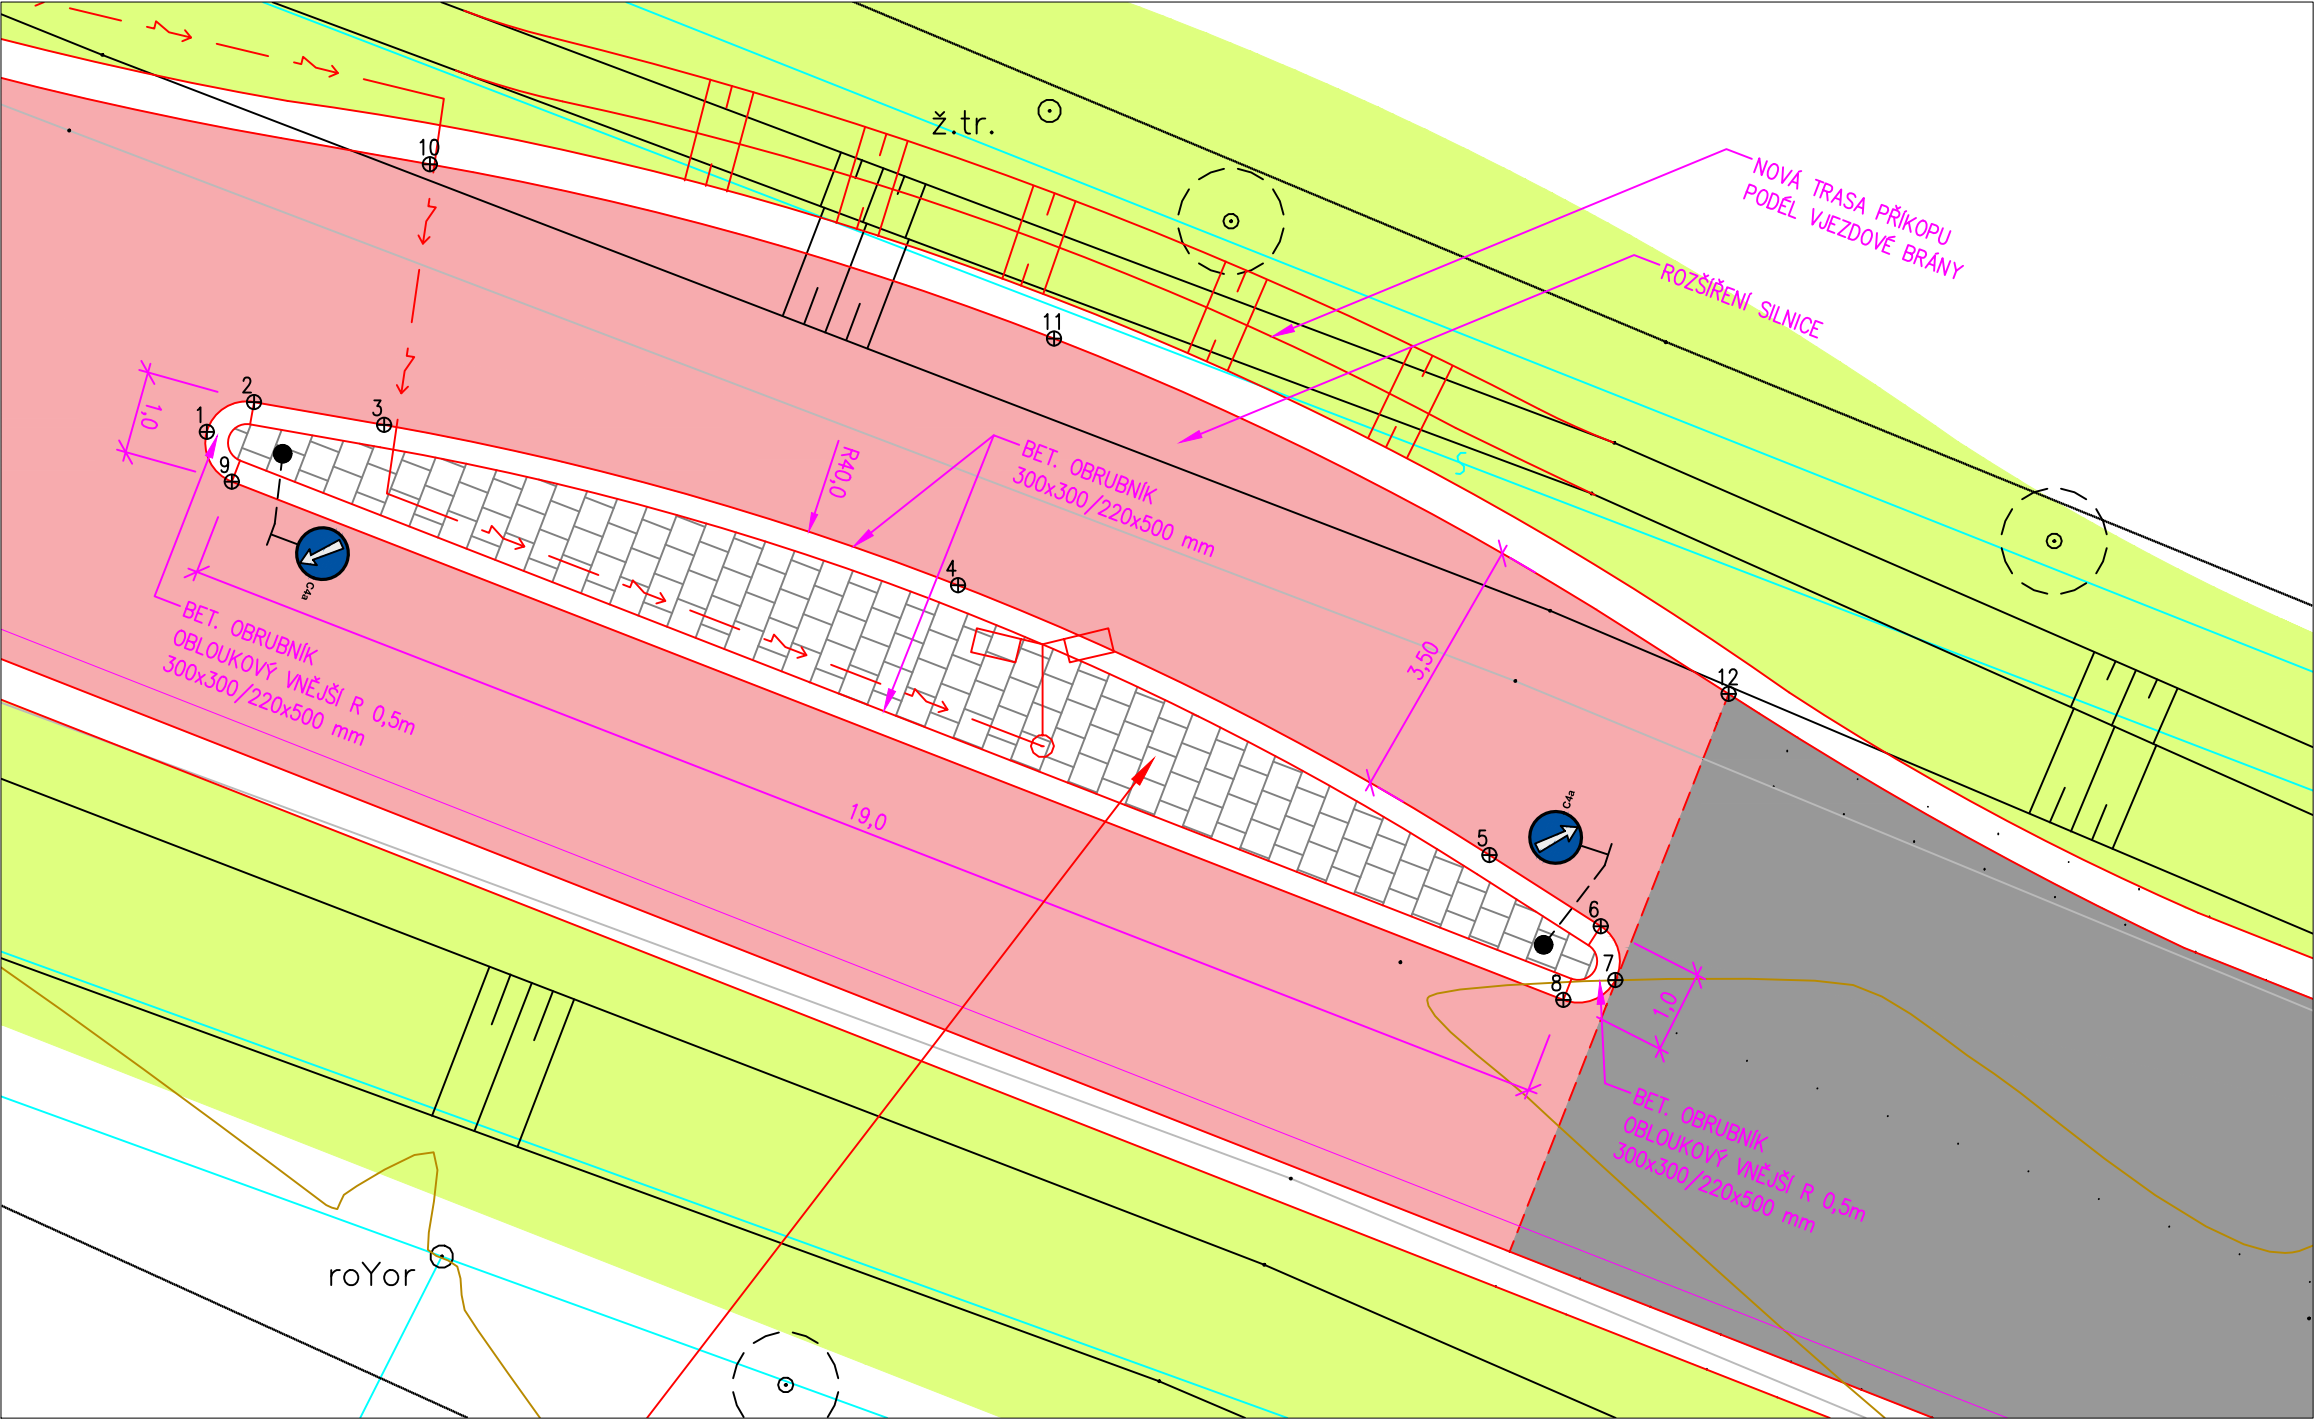 ž.tr.
10
NOVÁ TRASA PŘÍKOPU
PODÉL VJEZDOVÉ BRÁNY
ROZŠÍŘENÍ SILNICE
11
2
3
1
9
1,0
R40,0
BET. OBRUBNÍK
300x300/220x500 mm
4
C4a
BET. OBRUBNÍK
OBLOUKOVÝ VNĚJŠÍ R 0,5m
300x300/220x500 mm
3,50
12
19,0
C4a
5
6
7
8
1,0
BET. OBRUBNÍK
OBLOUKOVÝ VNĚJŠÍ R 0,5m
300x300/220x500 mm
roYor